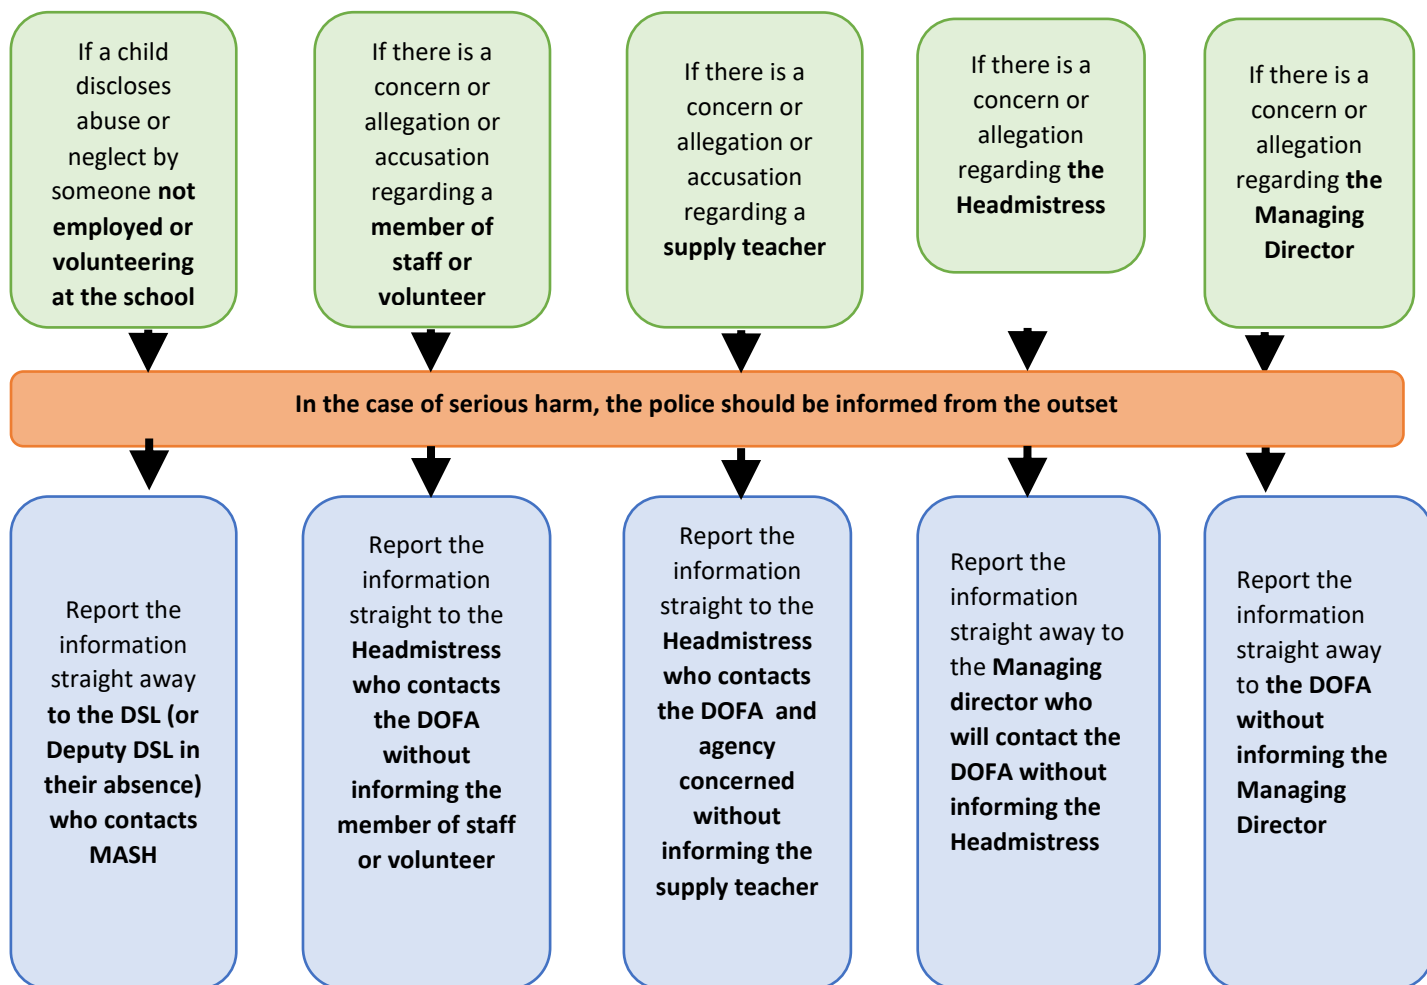 If a child
discloses
abuse or
neglect by
someone not
employed or
volunteering
at the school
If there is a
concern or
allegation or
accusation
regarding a
member of
staff or
volunteer
If there is a
concern or
allegation or
accusation
regarding a
supply teacher
If there is a
concern or
allegation
regarding the
Headmistress
If there is a
concern or
allegation
regarding the
Managing
Director
In the case of serious harm, the police should be informed from the outset
Report the
information
straight away
to the DSL (or
Deputy DSL in
their absence)
who contacts
MASH
Report the
information
straight to the
Headmistress
who contacts
the DOFA
without
informing the
member of staff
or volunteer
Report the
information
straight to the
Headmistress
who contacts
the DOFA  and
agency
concerned
without
informing the
supply teacher
Report the
information
straight away to
the Managing
director who
will contact the
DOFA without
informing the
Headmistress
Report the
information
straight away
to the DOFA
without
informing the
Managing
Director